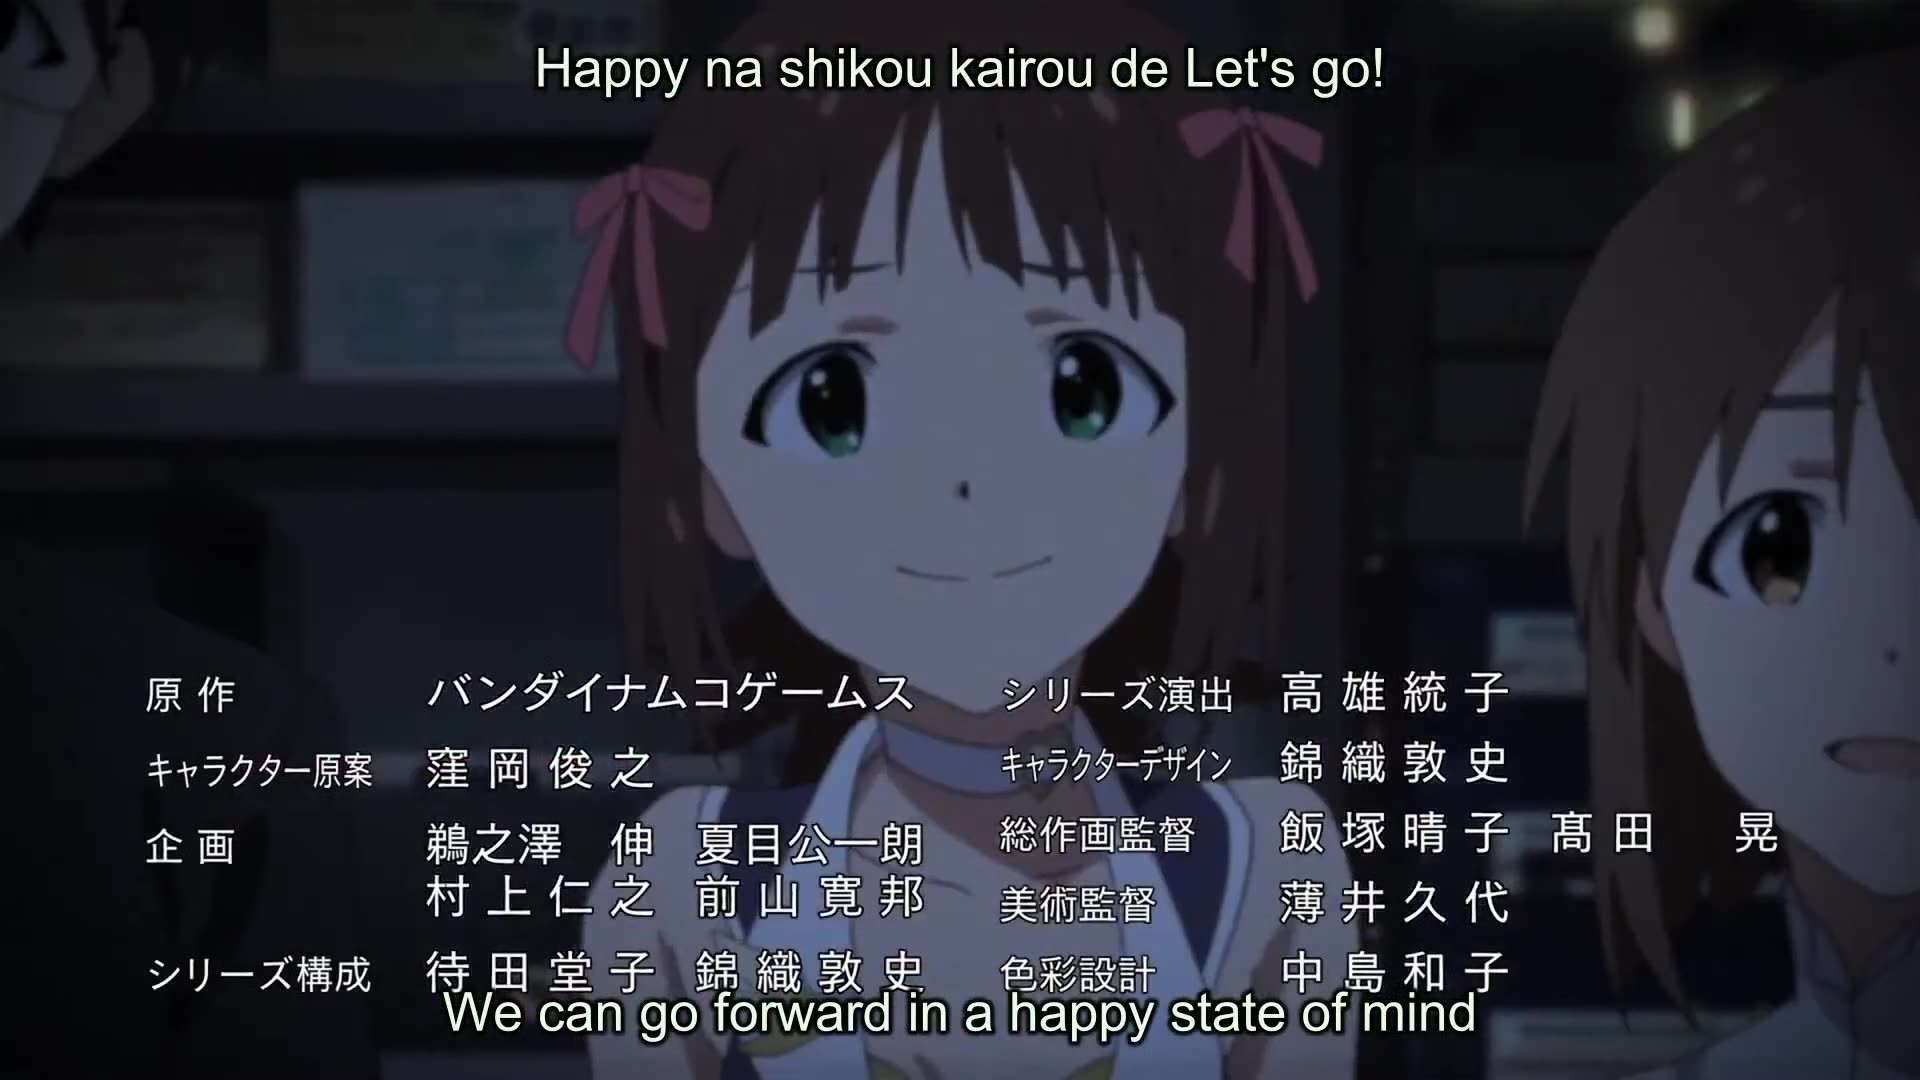 Happy na shikou kairou de Let's go!
原作 バンダイナムコゲームス
キャラクター原案 窪岡俊之
企画 鵜之澤 伸 夏目公一朗
村上仁之 前山寛邦
シリーズ構成 待田堂子 錦織敦史
シリーズ演出 高雄統子
キャラクターデザイン 錦織敦史
総作画監督 飯塚晴子 髙田 晃
美術監督 薄井久代
色彩設計 中島和子
We can go forward in a happy state of mind